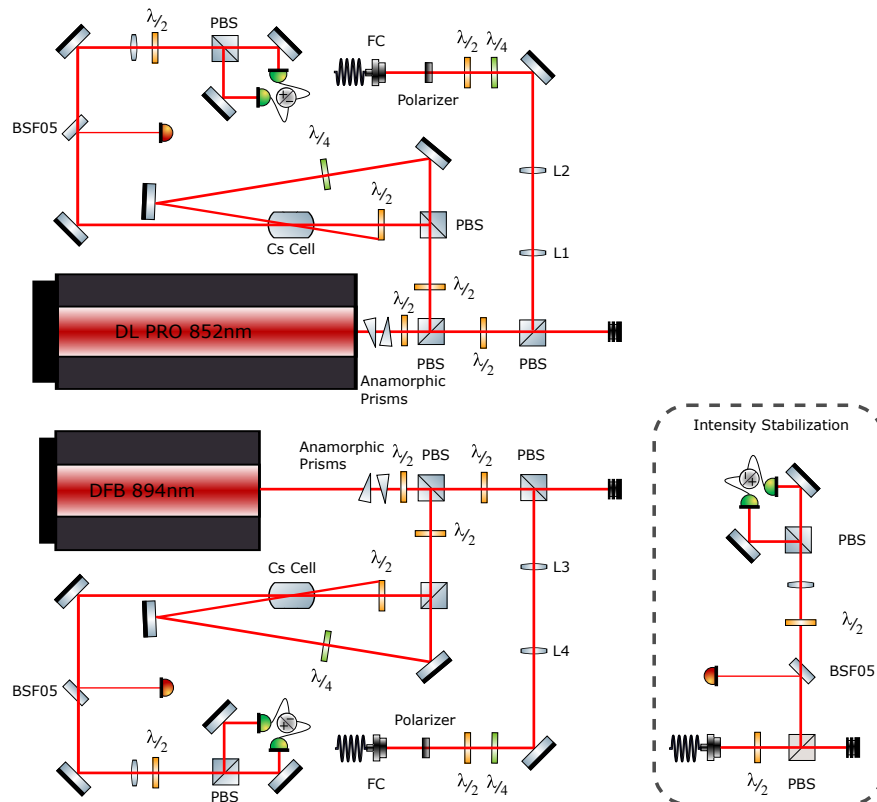 PBS
λ/2
FC
λ/2
λ/4
Polarizer
BSF05
λ/4
L2
λ/2
PBS
Cs Cell
L1
λ/2
DL PRO 852nm
λ/2
PBS
λ/2
PBS
Anamorphic
Prisms
Anamorphic
Prisms
λ/2
PBS
λ/2
PBS
DFB 894nm
λ/2
Cs Cell
λ/2
L3
L4
λ/4
BSF05
λ/2
PBS
Polarizer
FC
λ/2
λ/4
Intensity Stabilization
PBS
λ/2
BSF05
λ/2
PBS